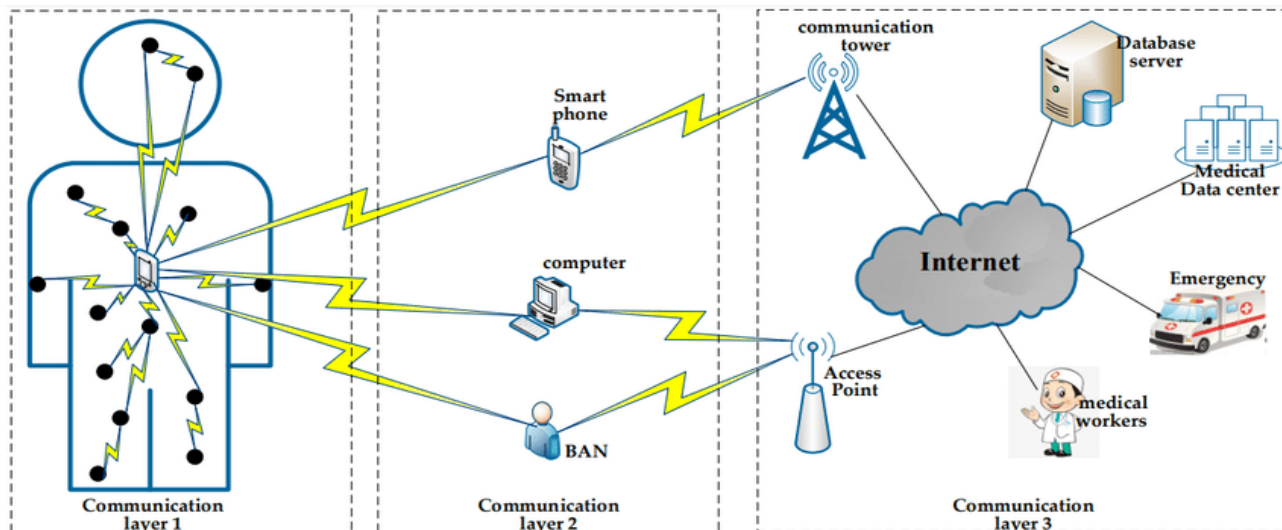 communication
tower
Database
server
Smart
phone
Medical
Data center
computer
Internet
Emergency
Access
Point
medical
workers
BAN
Communication
layer 1
Communication
layer 2
Communication
layer 3